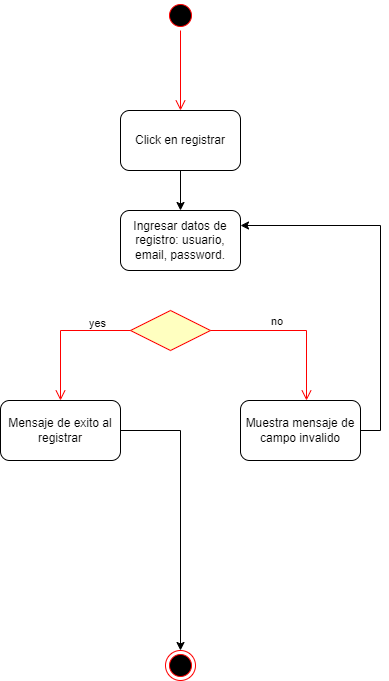 Click en registrar
Ingresar datos de
registro: usuario,
email, password.
yes
no
Mensaje de exito al
registrar
Muestra mensaje de
campo invalido